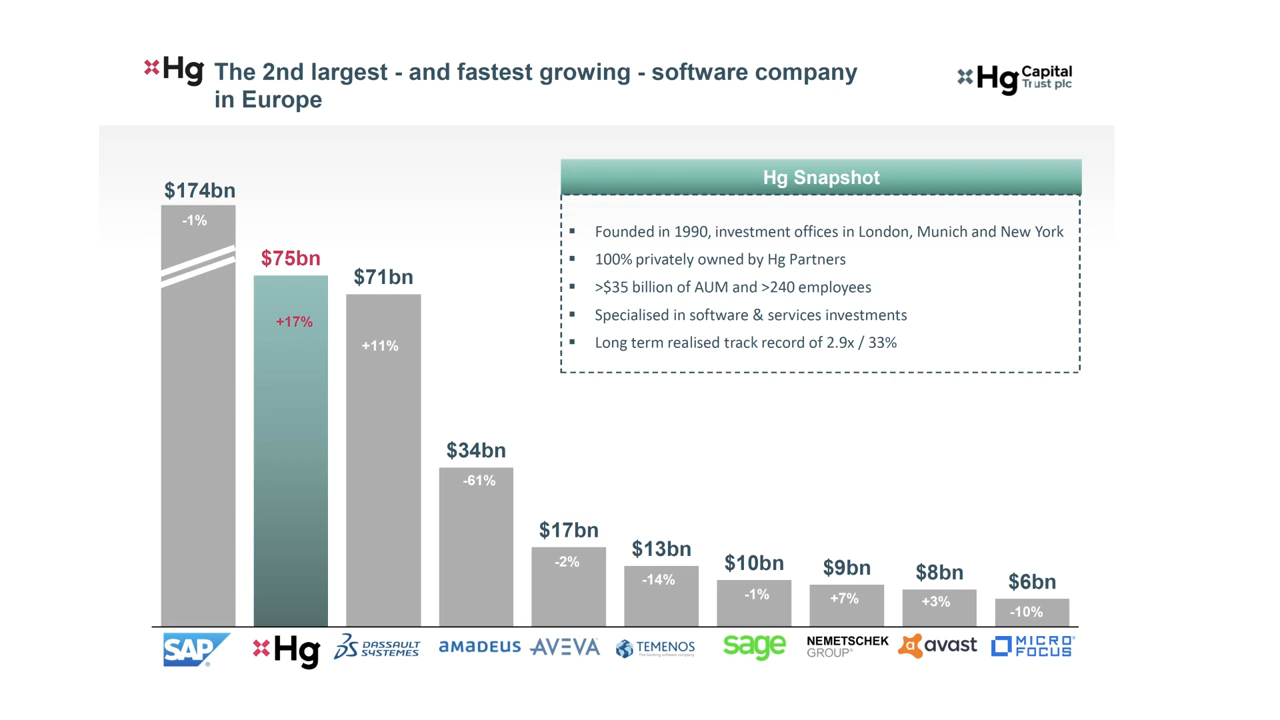 Hg
The 2nd largest - and fastest growing - software company
in Europe
Hg Capital
Trust plc
Hg Snapshot
▪ Founded in 1990, investment offices in London, Munich and New York
▪ 100% privately owned by Hg Partners
▪ >$35 billion of AUM and >240 employees
▪ Specialised in software & services investments
▪ Long term realised track record of 2.9x / 33%
$174bn
-1%
$75bn
+17%
$71bn
+11%
$34bn
-61%
$17bn
-2%
$13bn
-14%
$10bn
-1%
$9bn
+7%
$8bn
+3%
$6bn
-10%
SAP®
Hg
DASSAULT
SYSTEMES
amadeus
AVEVA
TEMENOS
The banking software company
sage
NEMETSCHEK
GROUP®
avast
MICRO®
FOCUS